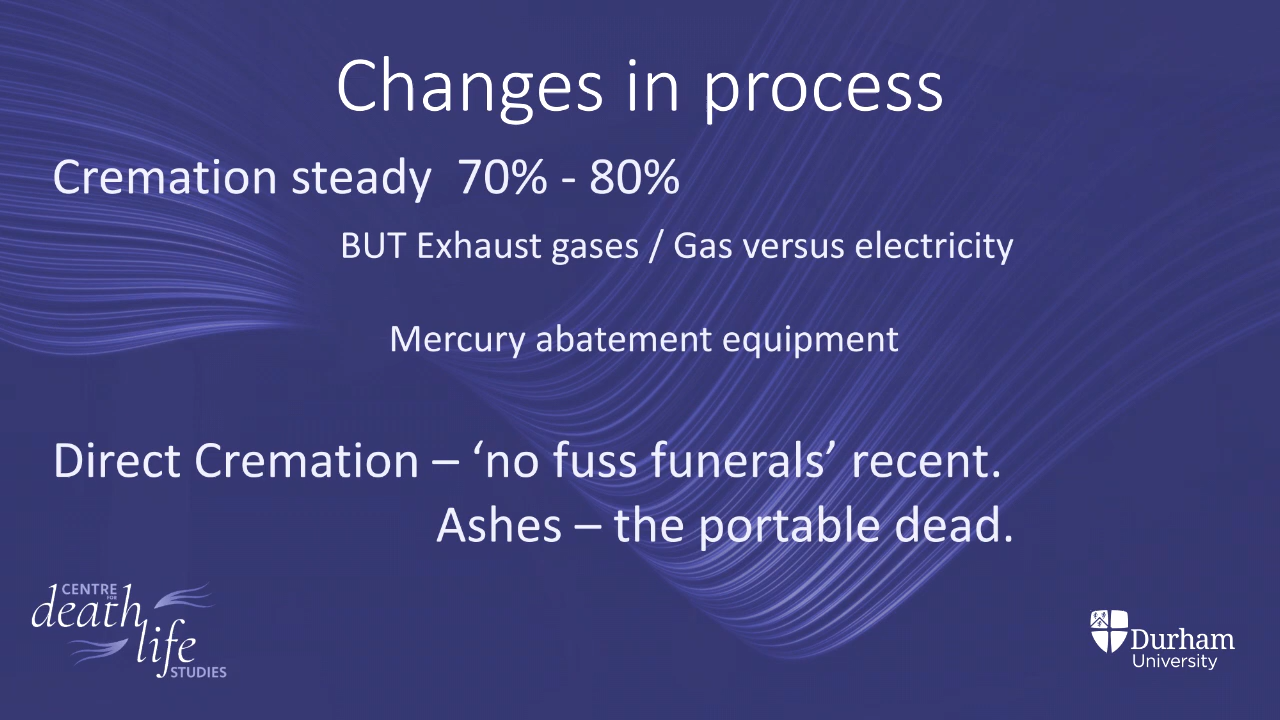 Changes in process
Cremation steady  70% - 80%
BUT Exhaust gases / Gas versus electricity
Mercury abatement equipment
Direct Cremation – ‘no fuss funerals’ recent.
Ashes – the portable dead.
CENTRE
FOR
death
life
STUDIES
Durham
University